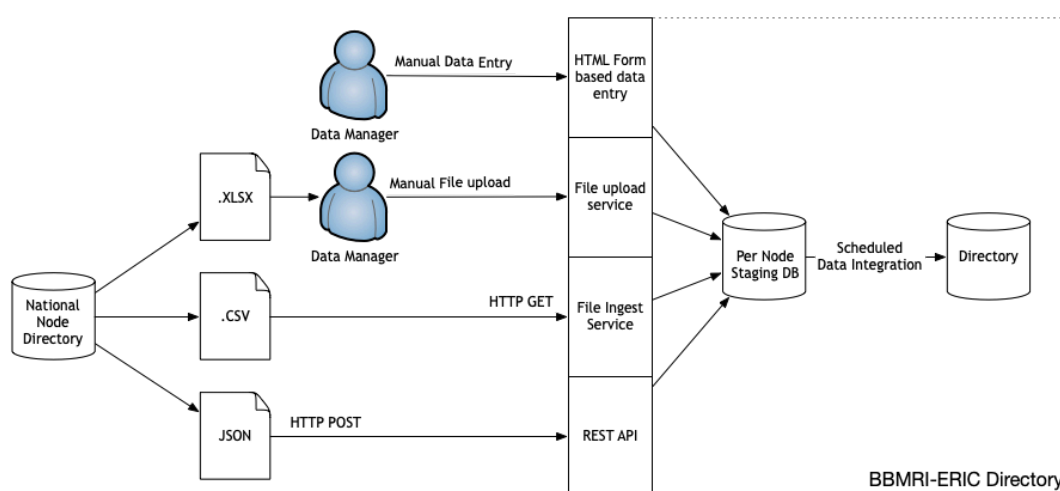 Manual Data Entry
HTML Form
based data
entry
Data Manager
.XLSX
Manual File upload
File upload
service
Data Manager
National
Node
Directory
.CSV
HTTP GET
File Ingest
Service
Per Node
Staging DB
Scheduled
Data Integration
Directory
.JSON
HTTP POST
REST API
BBMRI-ERIC Directory